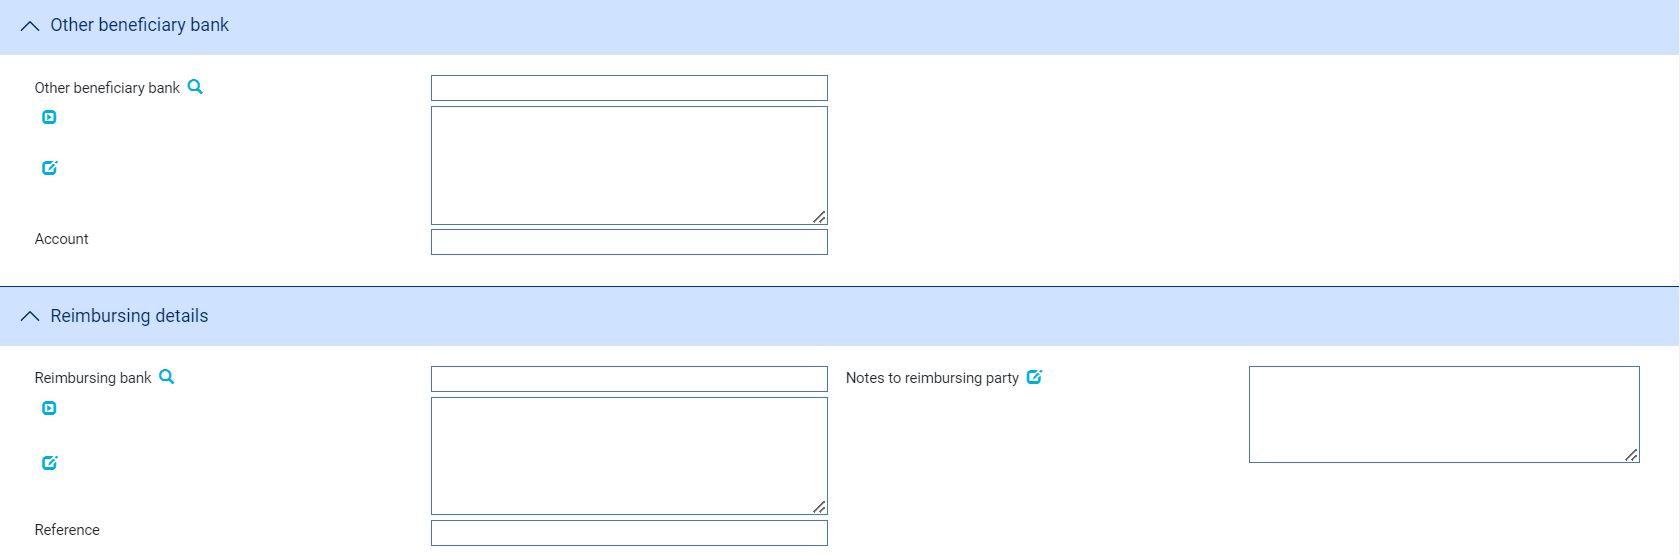 Other beneficiary bank
Other beneficiary bank
Account
Reimbursing details
Reimbursing bank
Notes to reimbursing party
Reference